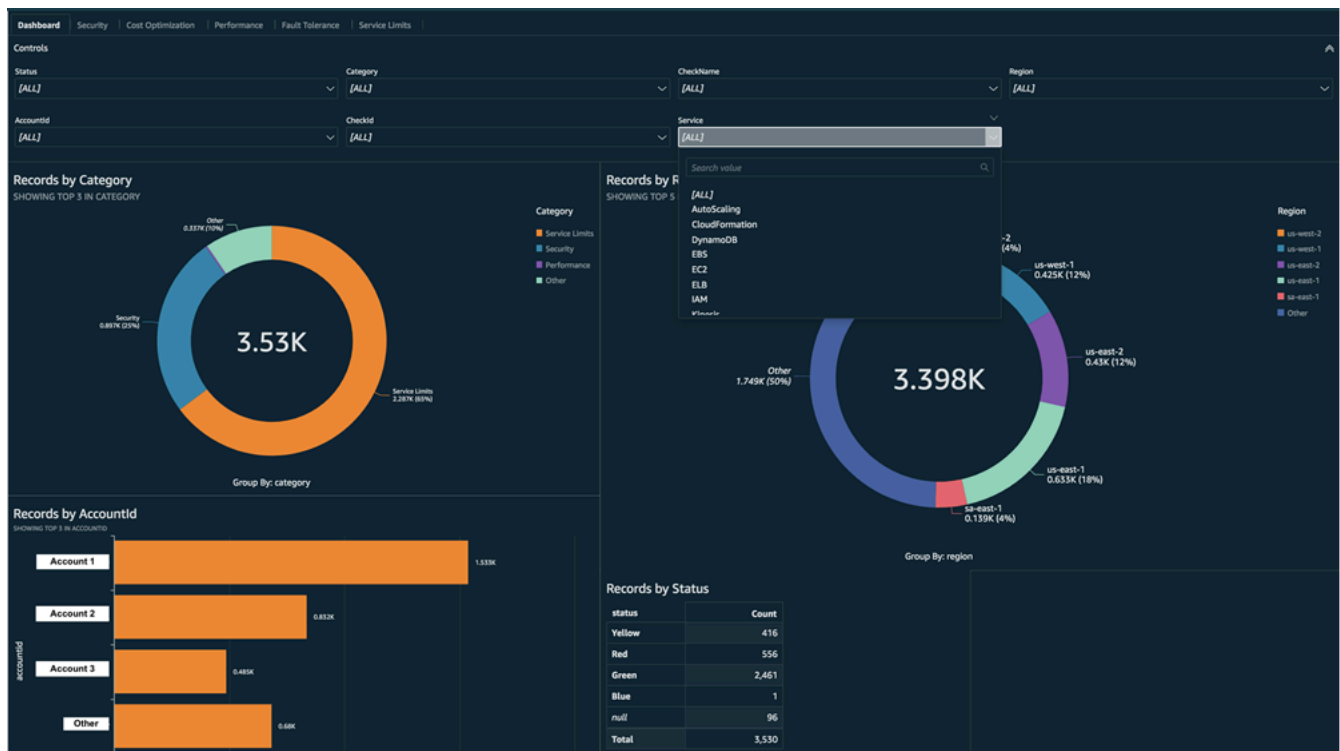 Dashboard Security Cost Optimization Performance Fault Tolerance Service Limits
Controls
Status Category CheckName Region
[ALL] [ALL] [ALL] [ALL]
AccountId CheckId Service
[ALL] [ALL] [ALL]
Search value
[ALL]
AutoScaling
CloudFormation
DynamoDB
EBS
EC2
ELB
IAM
Records by Category
SHOWING TOP 3 IN CATEGORY
Other
0.337K (10%)
Security
0.897K (25%)
3.53K
Service Limits
2.287K (65%)
Group By: category
Category
Service Limits
Security
Performance
Other
Records by R
SHOWING TOP 5
-2
(4%)
us-west-1
0.425K (12%)
us-east-2
0.43K (12%)
Other
1.749K (50%)
3.398K
us-east-1
0.633K (18%)
sa-east-1
0.139K (4%)
Group By: region
Region
us-west-2
us-west-1
us-east-2
us-east-1
sa-east-1
Other
Records by AccountId
SHOWING TOP 3 IN ACCOUNTID
accountId
Account 1 1.533K
Account 2 0.832K
Account 3 0.485K
Other 0.68K
Records by Status
status Count
Yellow 416
Red 556
Green 2,461
Blue 1
null 96
Total 3,530